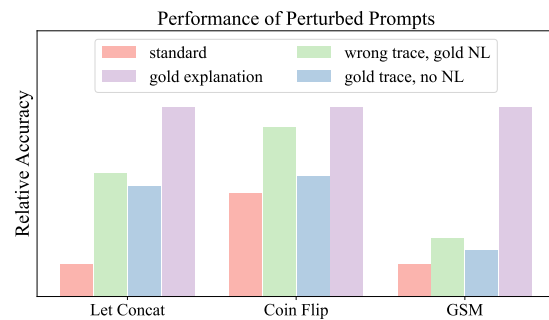 Performance of Perturbed Prompts
standard
gold explanation
wrong trace, gold NL
gold trace, no NL
Relative Accuracy
Let Concat
Coin Flip
GSM